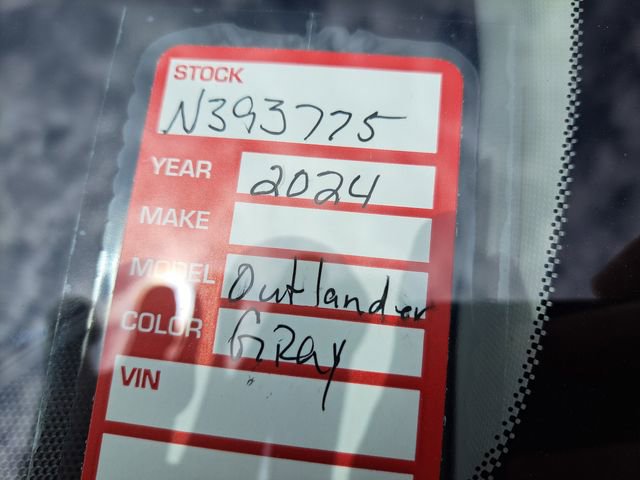 STOCK
N393775
YEAR 2024
MAKE
MODEL Outlander
COLOR GRay
VIN